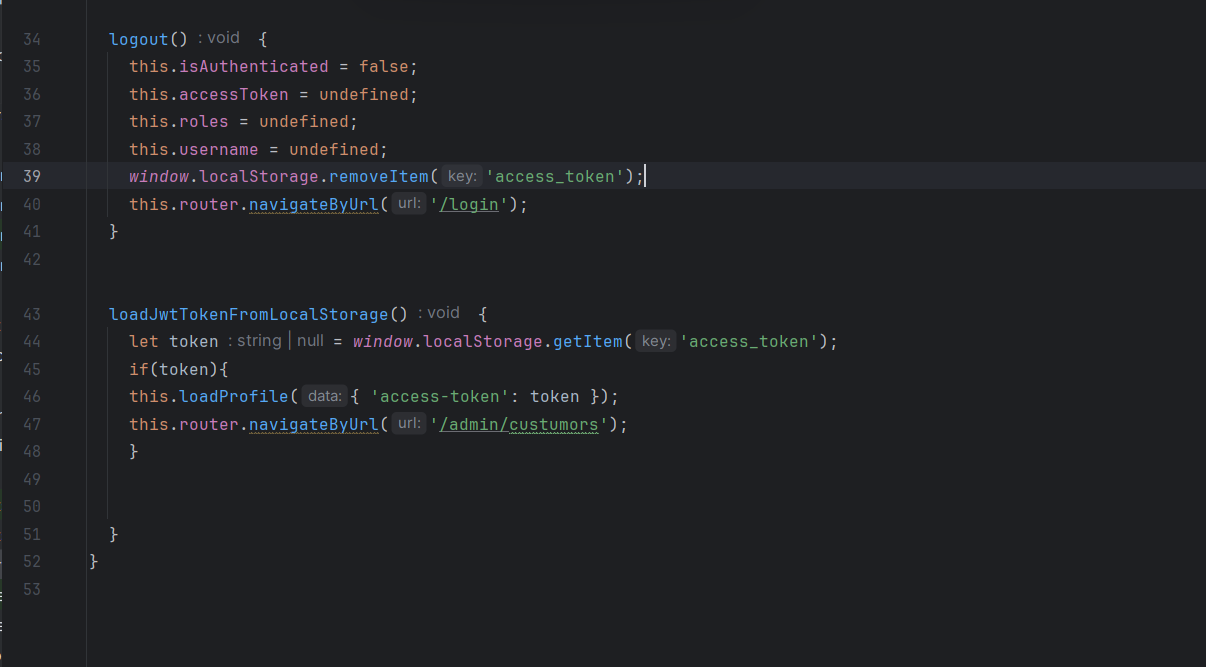 34 logout() : void {
35 this.isAuthenticated = false;
36 this.accessToken = undefined;
37 this.roles = undefined;
38 this.username = undefined;
39 window.localStorage.removeItem( key: 'access_token');
40 this.router.navigateByUrl( url: '/login');
41 }
42
43 loadJwtTokenFromLocalStorage() : void {
44 let token : string | null = window.localStorage.getItem( key: 'access_token');
45 if(token){
46 this.loadProfile( data: { 'access-token': token });
47 this.router.navigateByUrl( url: '/admin/custumors');
48 }
49
50
51 }
52 }
53